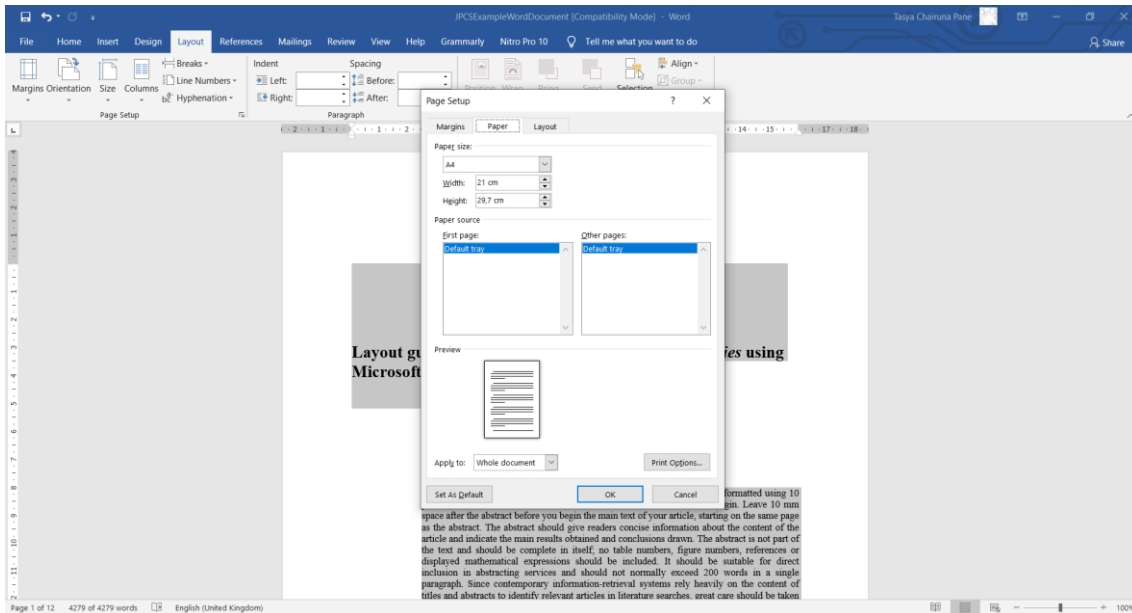 JPCSExampleWordDocument [Compatibility Mode] - Word
Tasya Chairuna Pane
File Home Insert Design Layout References Mailings Review View Help Grammarly Nitro Pro 10 Tell me what you want to do
Share
Breaks
Line Numbers
Hyphenation
Margins Orientation Size Columns
Page Setup
Indent
Left:
Right:
Spacing
Before:
After:
Paragraph
Position Wrap Bring Send Selection
Align
Group
Page Setup
?
Margins Paper Layout
Paper size:
A4
Width: 21 cm
Height: 29,7 cm
Paper source
First page:
Default tray
Other pages:
Default tray
Preview
Apply to: Whole document
Print Options...
Set As Default
OK
Cancel
Layout gu
ies using
Microsoft
formatted using 10
gin. Leave 10 mm
space after the abstract before you begin the main text of your article, starting on the same page
as the abstract. The abstract should give readers concise information about the content of the
article and indicate the main results obtained and conclusions drawn. The abstract is not part of
the text and should be complete in itself; no table numbers, figure numbers, references or
displayed mathematical expressions should be included. It should be suitable for direct
inclusion in abstracting services and should not normally exceed 200 words in a single
paragraph. Since contemporary information-retrieval systems rely heavily on the content of
titles and abstracts to identify relevant articles in literature searches, great care should be taken
Page 1 of 12 4279 of 4279 words English (United Kingdom)